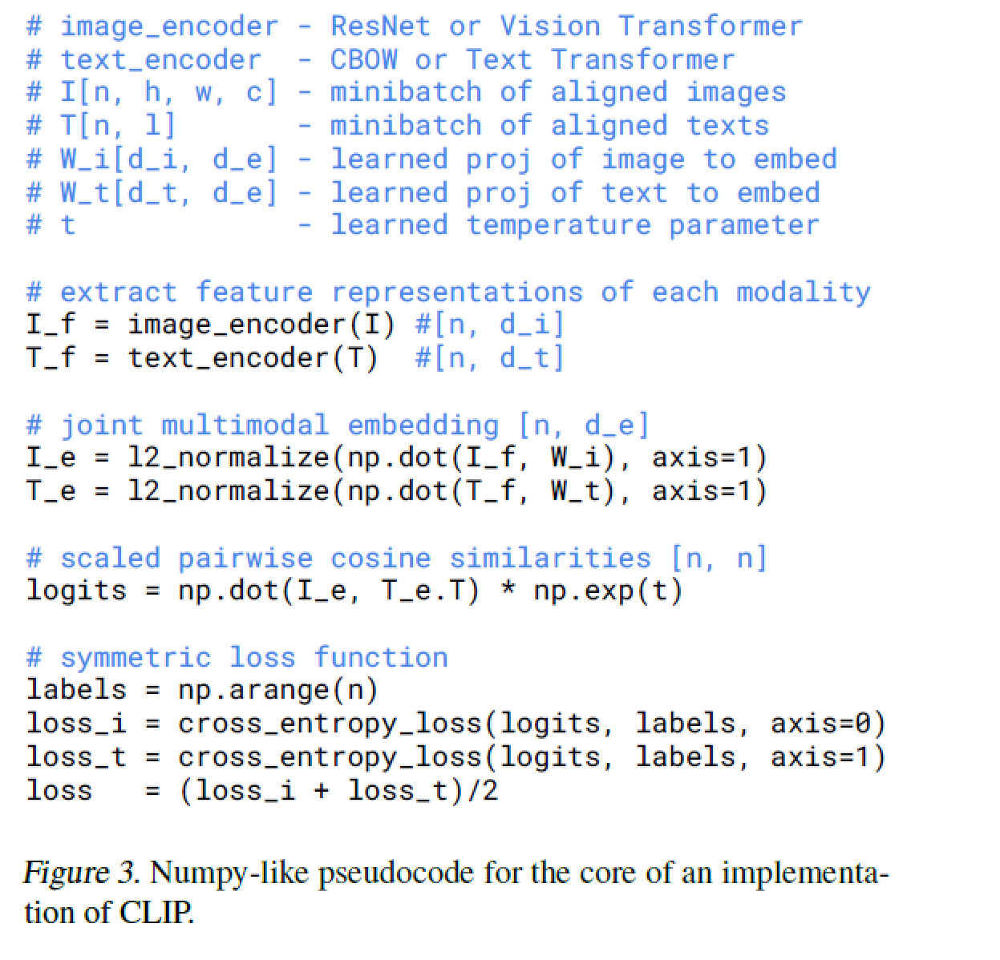 # image_encoder - ResNet or Vision Transformer
# text_encoder  - CBOW or Text Transformer
# I[n, h, w, c] - minibatch of aligned images
# T[n, l]       - minibatch of aligned texts
# W_i[d_i, d_e] - learned proj of image to embed
# W_t[d_t, d_e] - learned proj of text to embed
# t             - learned temperature parameter

# extract feature representations of each modality
I_f = image_encoder(I) #[n, d_i]
T_f = text_encoder(T)  #[n, d_t]

# joint multimodal embedding [n, d_e]
I_e = l2_normalize(np.dot(I_f, W_i), axis=1)
T_e = l2_normalize(np.dot(T_f, W_t), axis=1)

# scaled pairwise cosine similarities [n, n]
logits = np.dot(I_e, T_e.T) * np.exp(t)

# symmetric loss function
labels = np.arange(n)
loss_i = cross_entropy_loss(logits, labels, axis=0)
loss_t = cross_entropy_loss(logits, labels, axis=1)
loss   = (loss_i + loss_t)/2

Figure 3. Numpy-like pseudocode for the core of an implementa-
tion of CLIP.